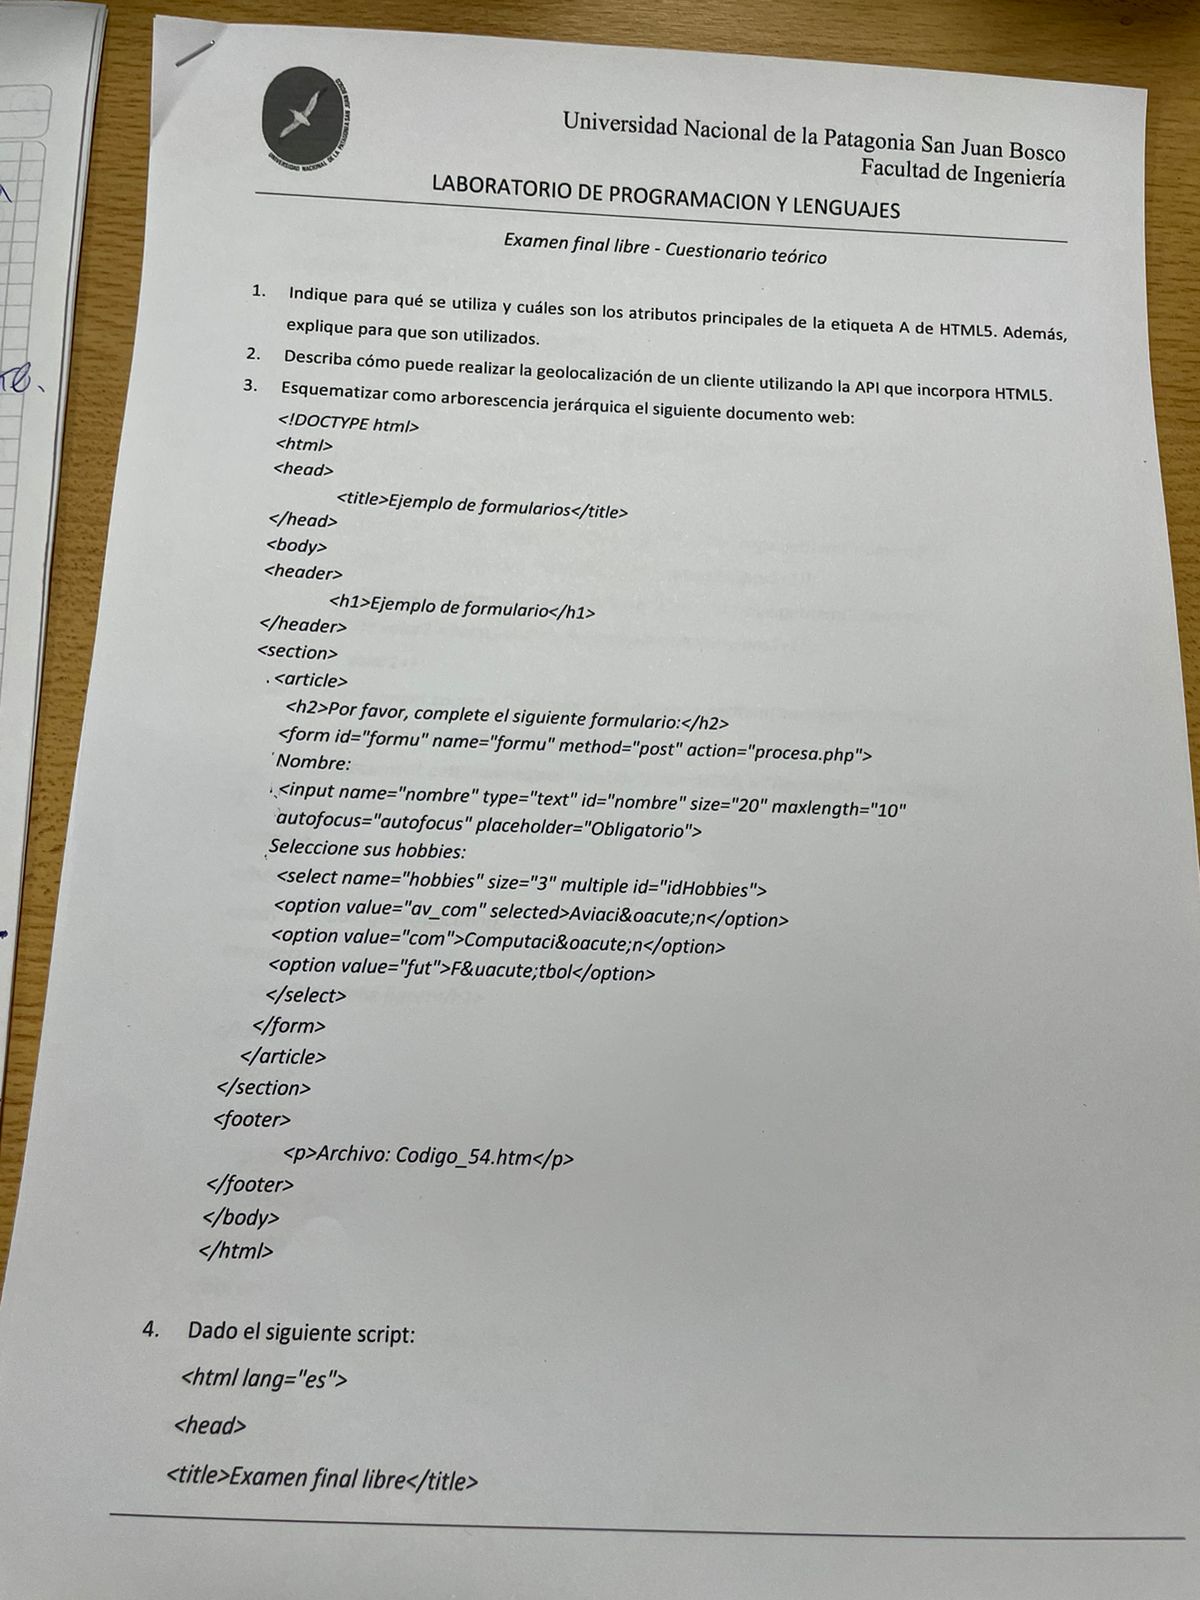 Universidad Nacional de la Patagonia San Juan Bosco
Facultad de Ingeniería
UNIVERSIDAD NACIONAL DE LA PATAGONIA SAN JUAN BOSCO
LABORATORIO DE PROGRAMACION Y LENGUAJES
Examen final libre - Cuestionario teórico
1. Indique para qué se utiliza y cuáles son los atributos principales de la etiqueta A de HTML5. Además,
explique para que son utilizados.
2. Describa cómo puede realizar la geolocalización de un cliente utilizando la API que incorpora HTML5.
3. Esquematizar como arborescencia jerárquica el siguiente documento web:
<!DOCTYPE html>
<html>
<head>
<title>Ejemplo de formularios</title>
</head>
<body>
<header>
<h1>Ejemplo de formulario</h1>
</header>
<section>
<article>
<h2>Por favor, complete el siguiente formulario:</h2>
<form id="formu" name="formu" method="post" action="procesa.php">
Nombre:
<input name="nombre" type="text" id="nombre" size="20" maxlength="10"
autofocus="autofocus" placeholder="Obligatorio">
Seleccione sus hobbies:
<select name="hobbies" size="3" multiple id="idHobbies">
<option value="av_com" selected>Aviaci&oacute;n</option>
<option value="com">Computaci&oacute;n</option>
<option value="fut">F&uacute;tbol</option>
</select>
</form>
</article>
</section>
<footer>
<p>Archivo: Codigo_54.htm</p>
</footer>
</body>
</html>
4. Dado el siguiente script:
<html lang="es">
<head>
<title>Examen final libre</title>